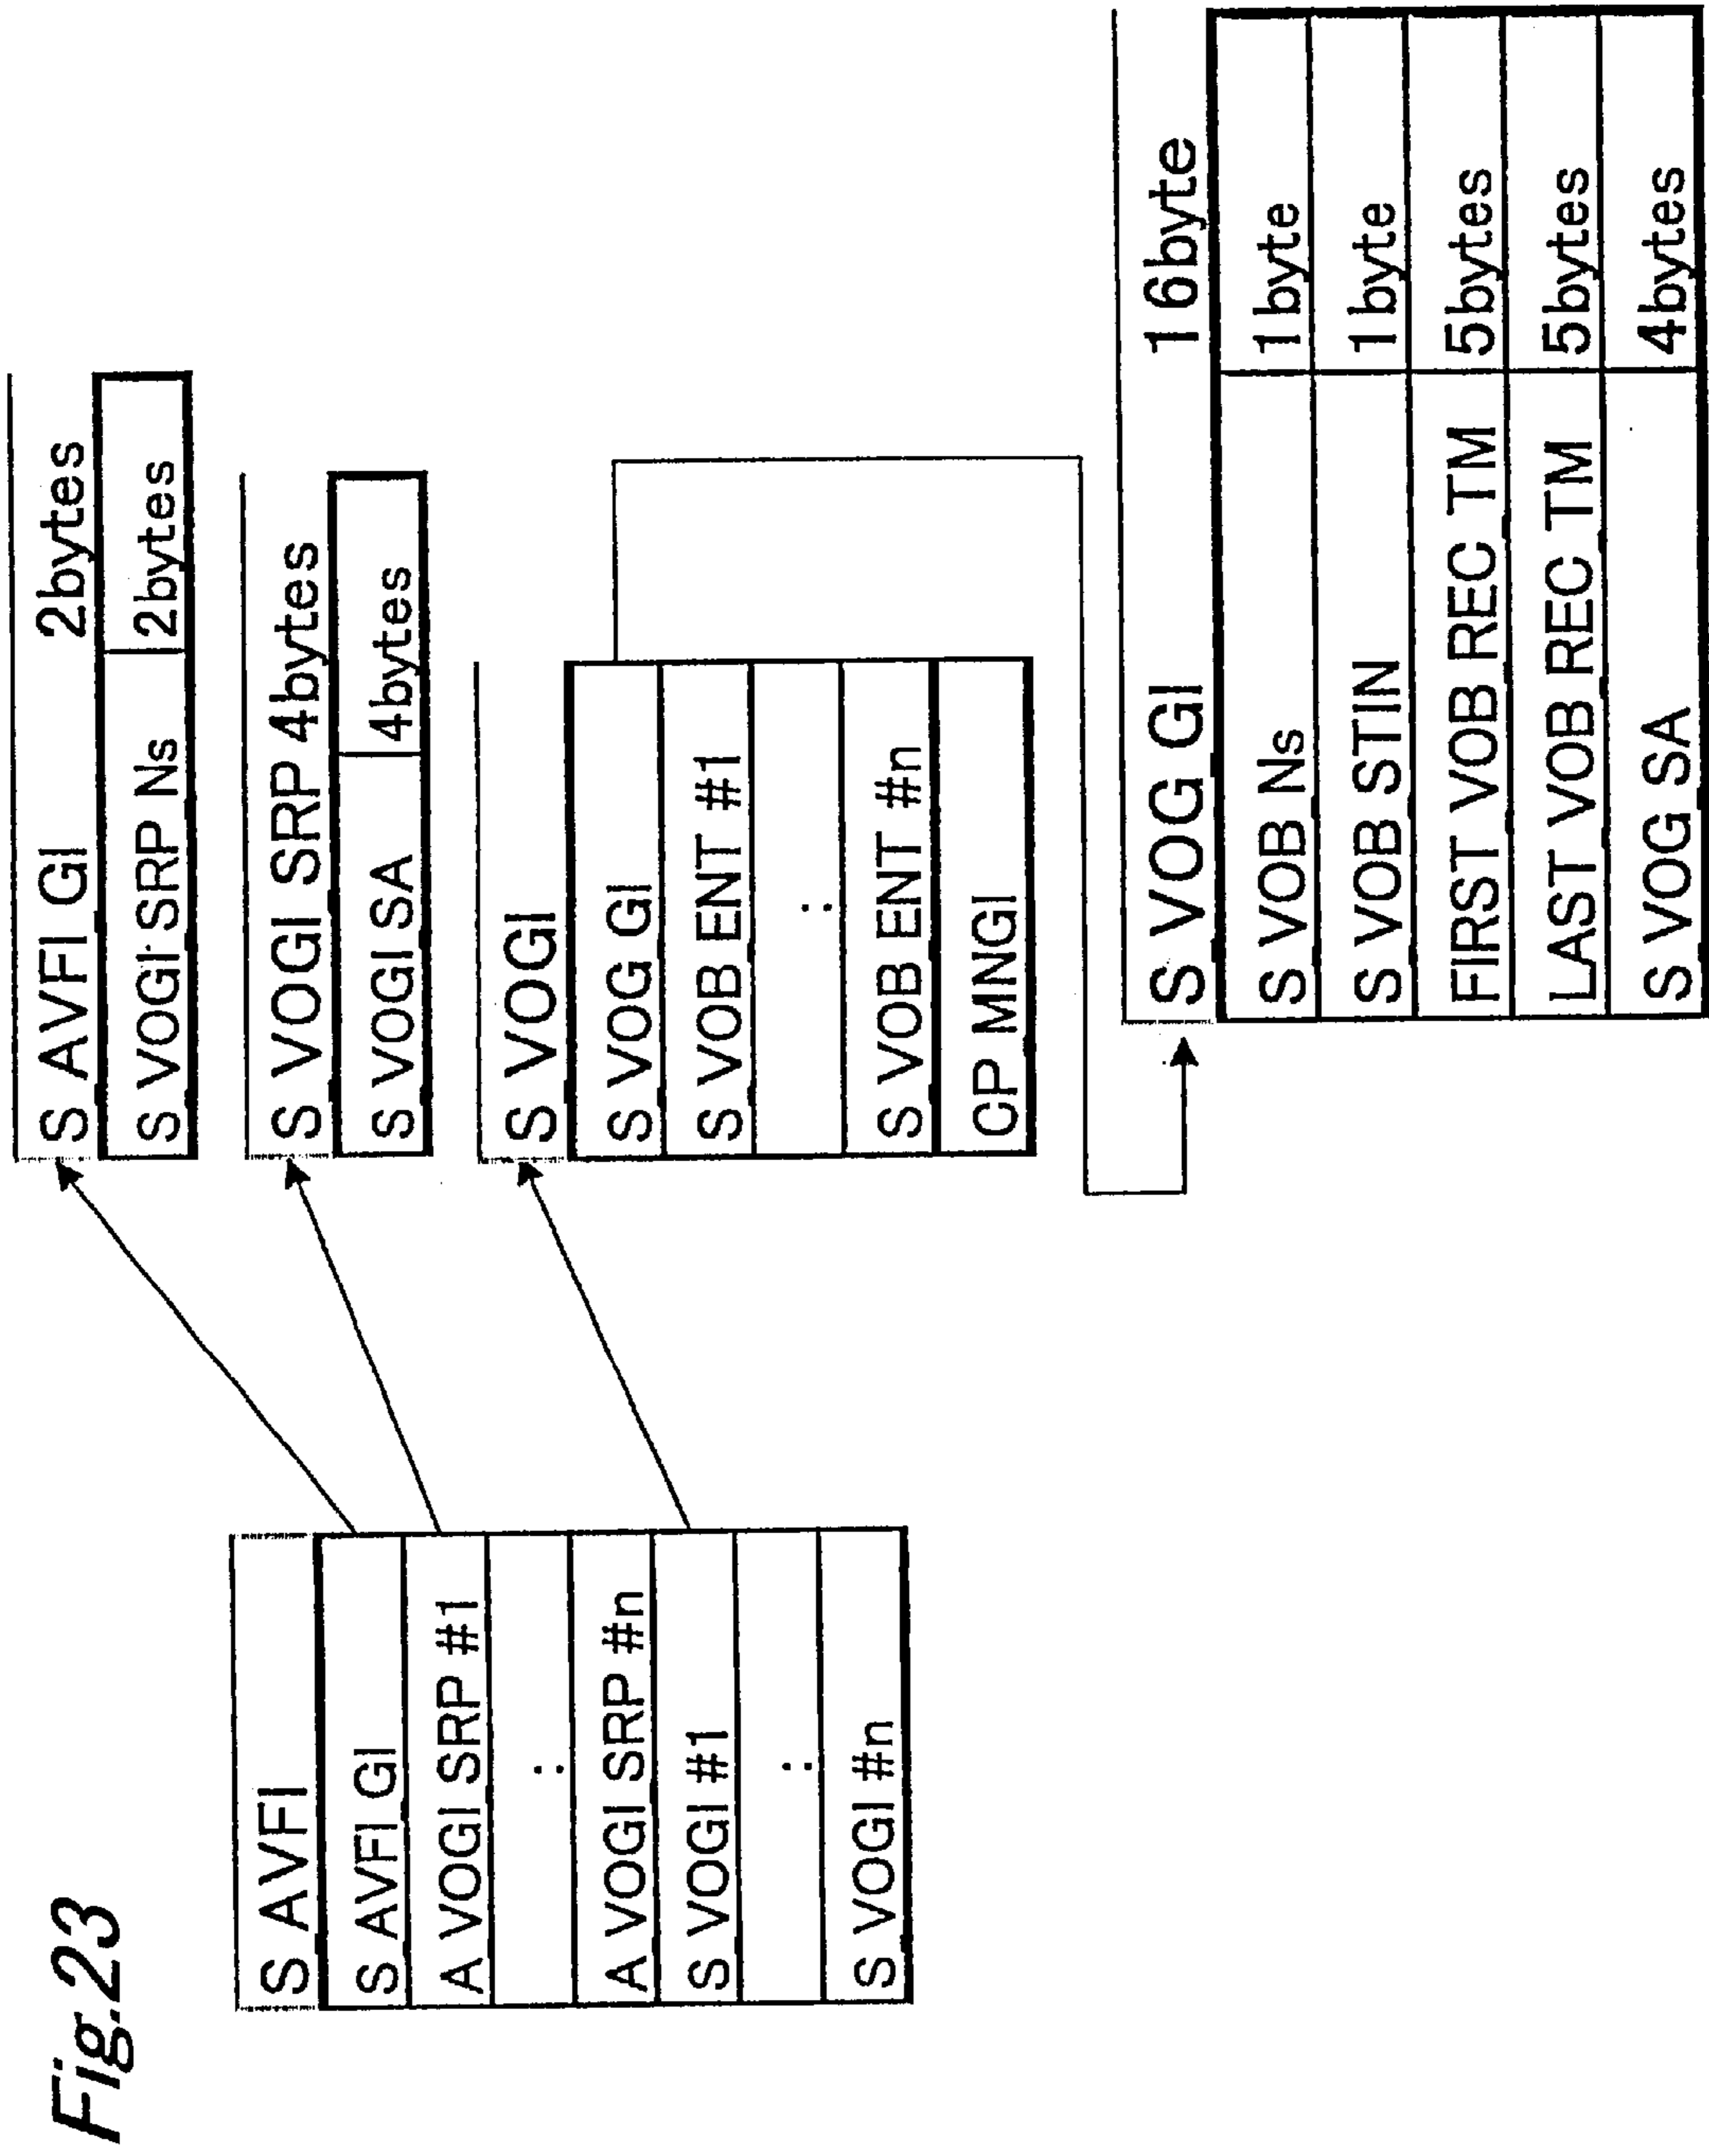 Fig.23
S AVFI
S AVFI GI
A VOGI SRP #1
:
A VOGI SRP #n
S VOGI #1
:
S VOGI #n
S AVFI GI 2bytes
S VOGI SRP Ns 2bytes
S VOGI SRP 4bytes
S VOGI SA 4bytes
S VOGI
S VOG GI
S VOB ENT #1
:
S VOB ENT #n
CP MNGI
S VOG GI 16byte
S VOB Ns 1byte
S VOB STIN 1byte
FIRST VOB REC TM 5bytes
LAST VOB REC TM 5bytes
S VOG SA 4bytes